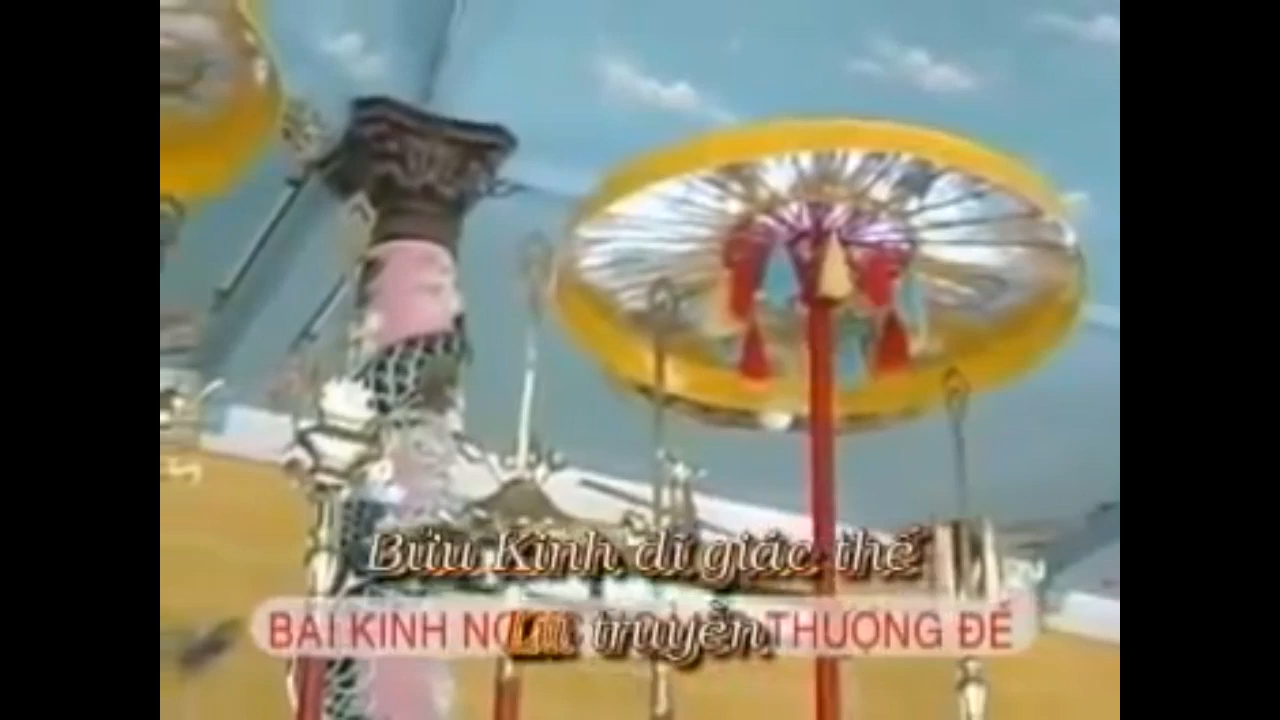 Bửu Kinh dĩ giác thế
truyền
BÀI KINH THƯỢNG ĐẾ